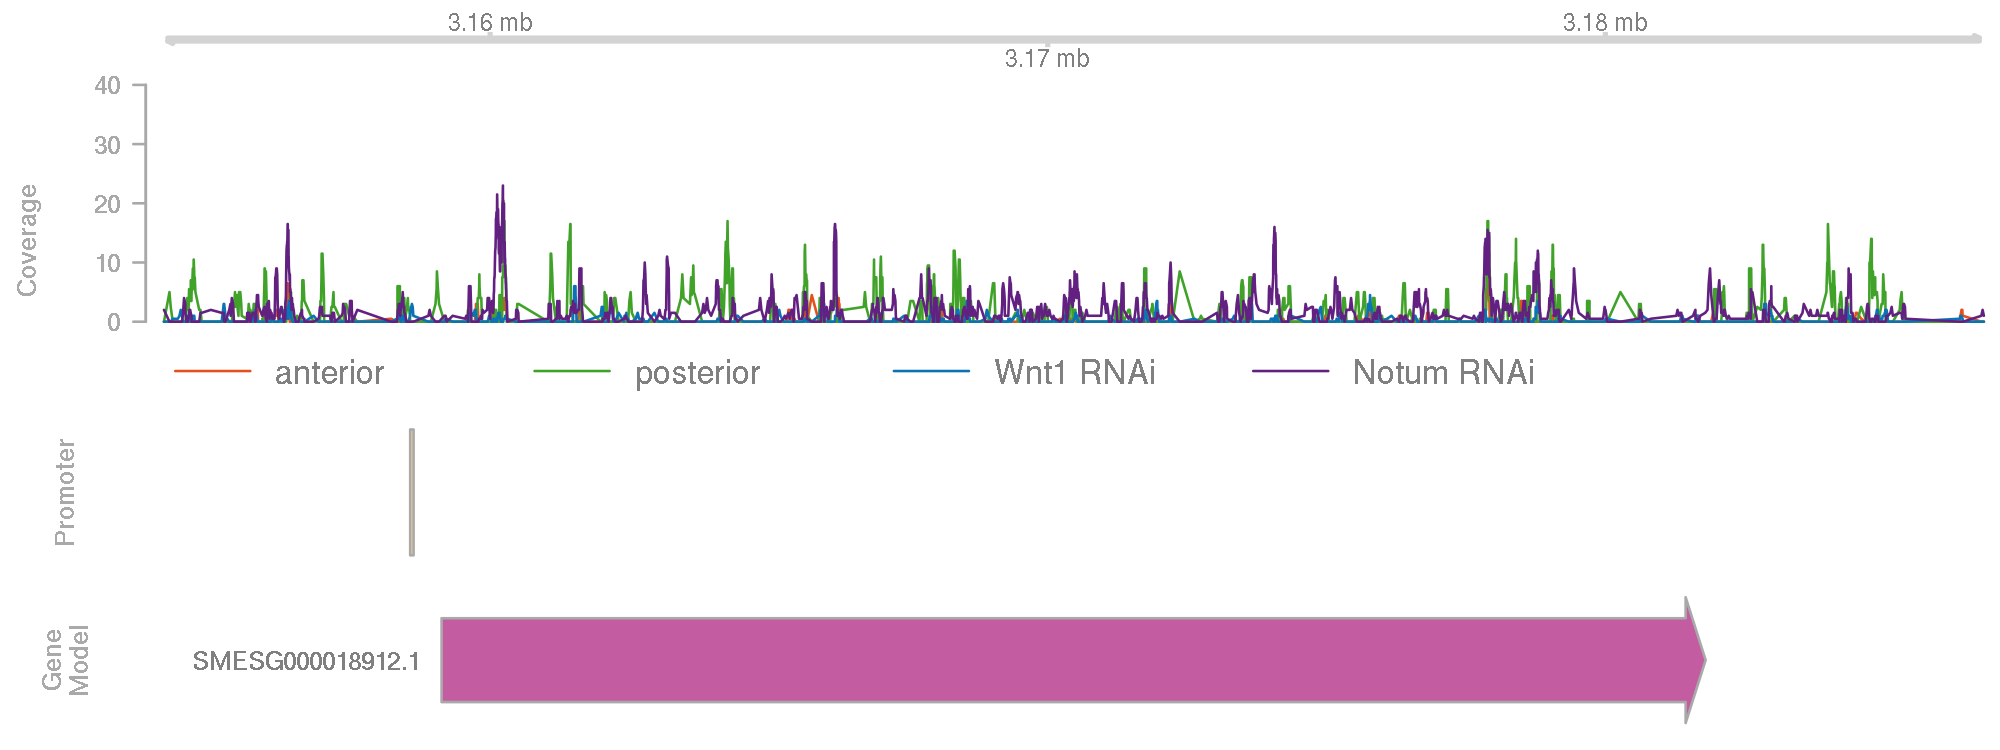 3.16 mb
3.18 mb
3.17 mb
40
30
20
10
0
Coverage
anterior
posterior
Wnt1 RNAi
Notum RNAi
Promoter
Gene
Model
SMESG000018912.1